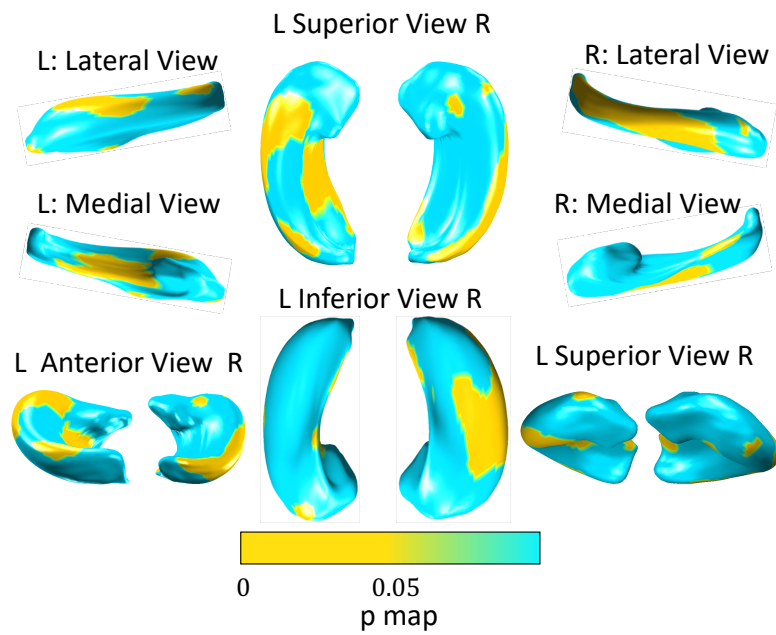 L Superior View R
L: Lateral View
R: Lateral View
L: Medial View
R: Medial View
L Inferior View R
L Anterior View R
L Superior View R
0 0.05
p map